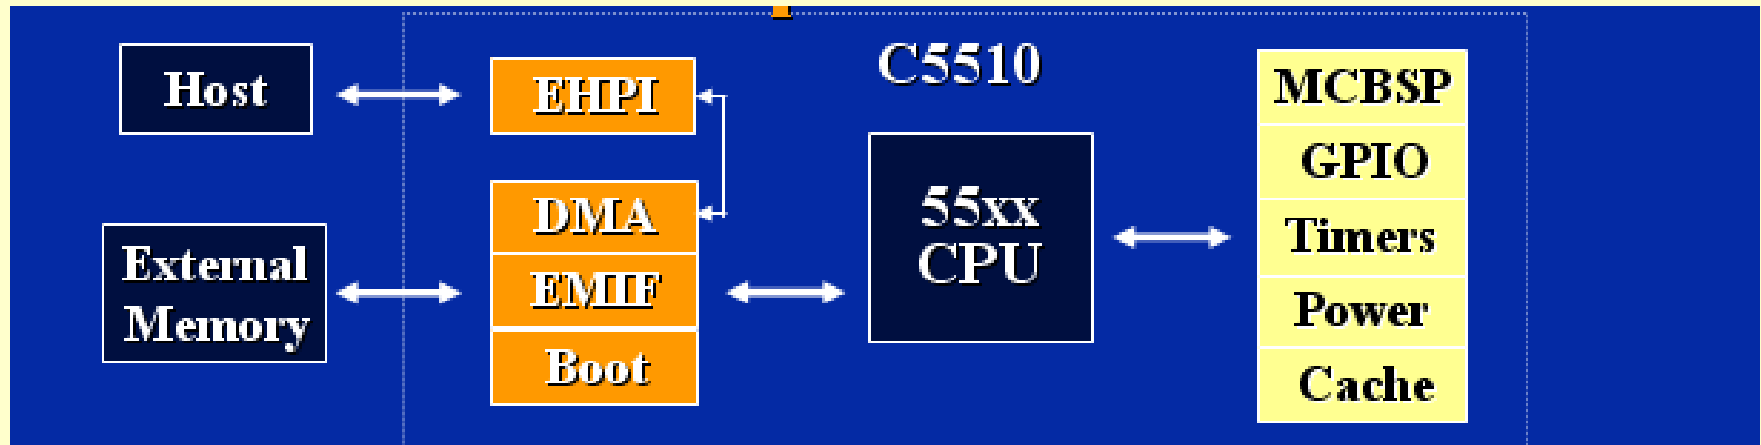 C5510
Host
EHPI
DMA
EMIF
Boot
External
Memory
55xx
CPU
MCBSP
GPIO
Timers
Power
Cache